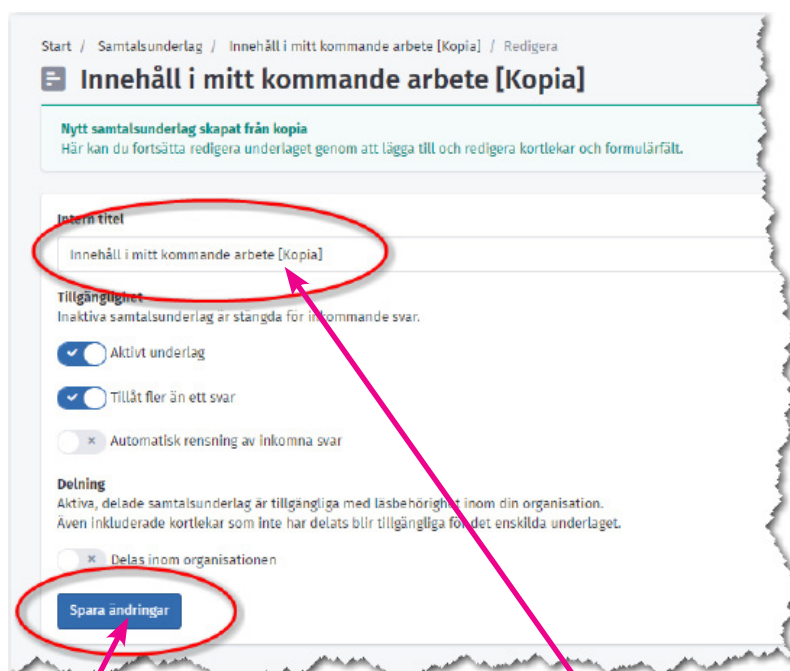 Start / Samtalsunderlag / Innehåll i mitt kommande arbete [Kopia] / Redigera
Innehåll i mitt kommande arbete [Kopia]
Nytt samtalsunderlag skapat från kopia
Här kan du fortsätta redigera underlaget genom att lägga till och redigera kortlekar och formulärfält.
Intern titel
Innehåll i mitt kommande arbete [Kopia]
Tillgänglighet
Inaktiva samtalsunderlag är stängda för inkommande svar.
Aktivt underlag
Tillåt fler än ett svar
Automatisk rensning av inkomna svar
Delning
Aktiva, delade samtalsunderlag är tillgängliga med läsbehörighet inom din organisation.
Även inkluderade kortlekar som inte har delats blir tillgängliga för det enskilda underlaget.
Delas inom organisationen
Spara ändringar